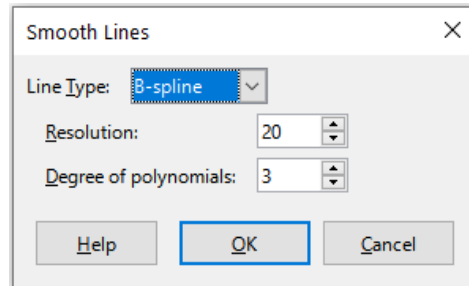 Smooth Lines
Line Type: B-spline
Resolution: 20
Degree of polynomials: 3
Help OK Cancel